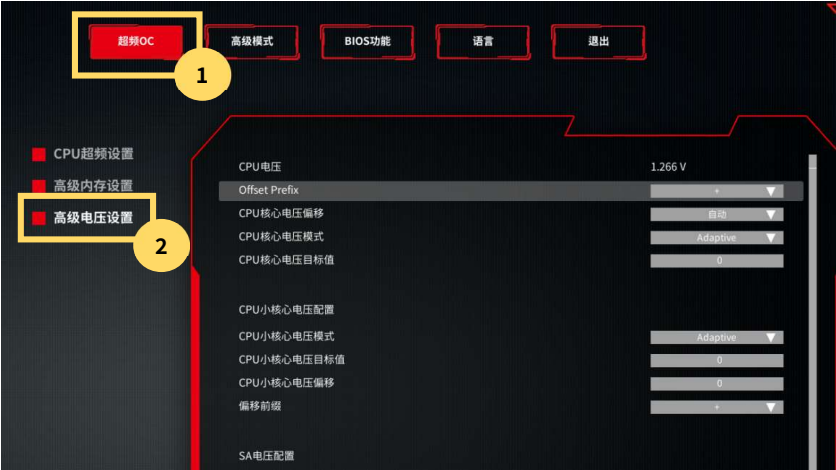 超频OC
高级模式
BIOS功能
语言
退出
1
CPU超频设置
高级内存设置
高级电压设置
2
CPU电压 1.266 V
Offset Prefix +
CPU核心电压偏移 自动
CPU核心电压模式 Adaptive
CPU核心电压目标值 0
CPU小核心电压配置
CPU小核心电压模式 Adaptive
CPU小核心电压目标值 0
CPU小核心电压偏移 0
偏移前缀 +
SA电压配置